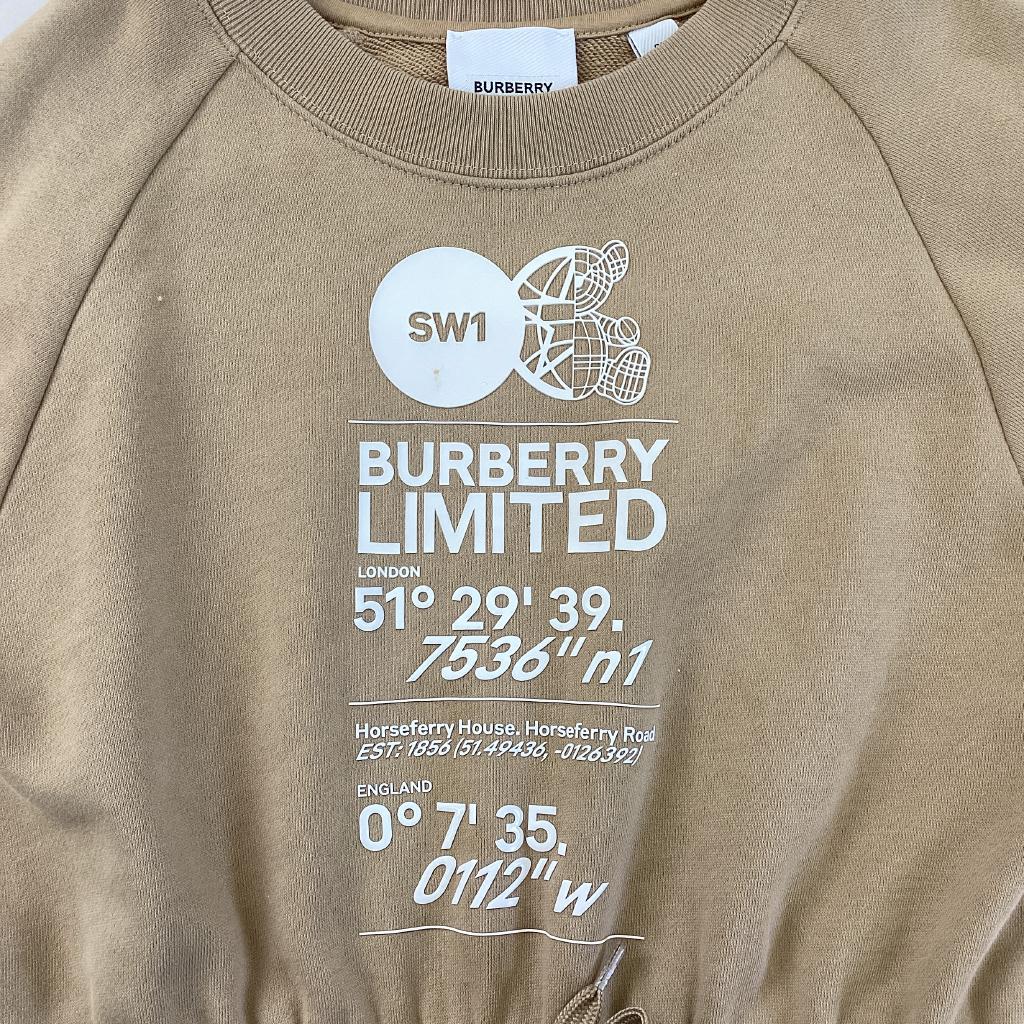 BURBERRY
SW1
BURBERRY
LIMITED
LONDON
51° 29' 39.
7536" n1
Horseferry House. Horseferry Road
EST: 1856 (51.49436, -0126392)
ENGLAND
0° 7' 35.
0112" w